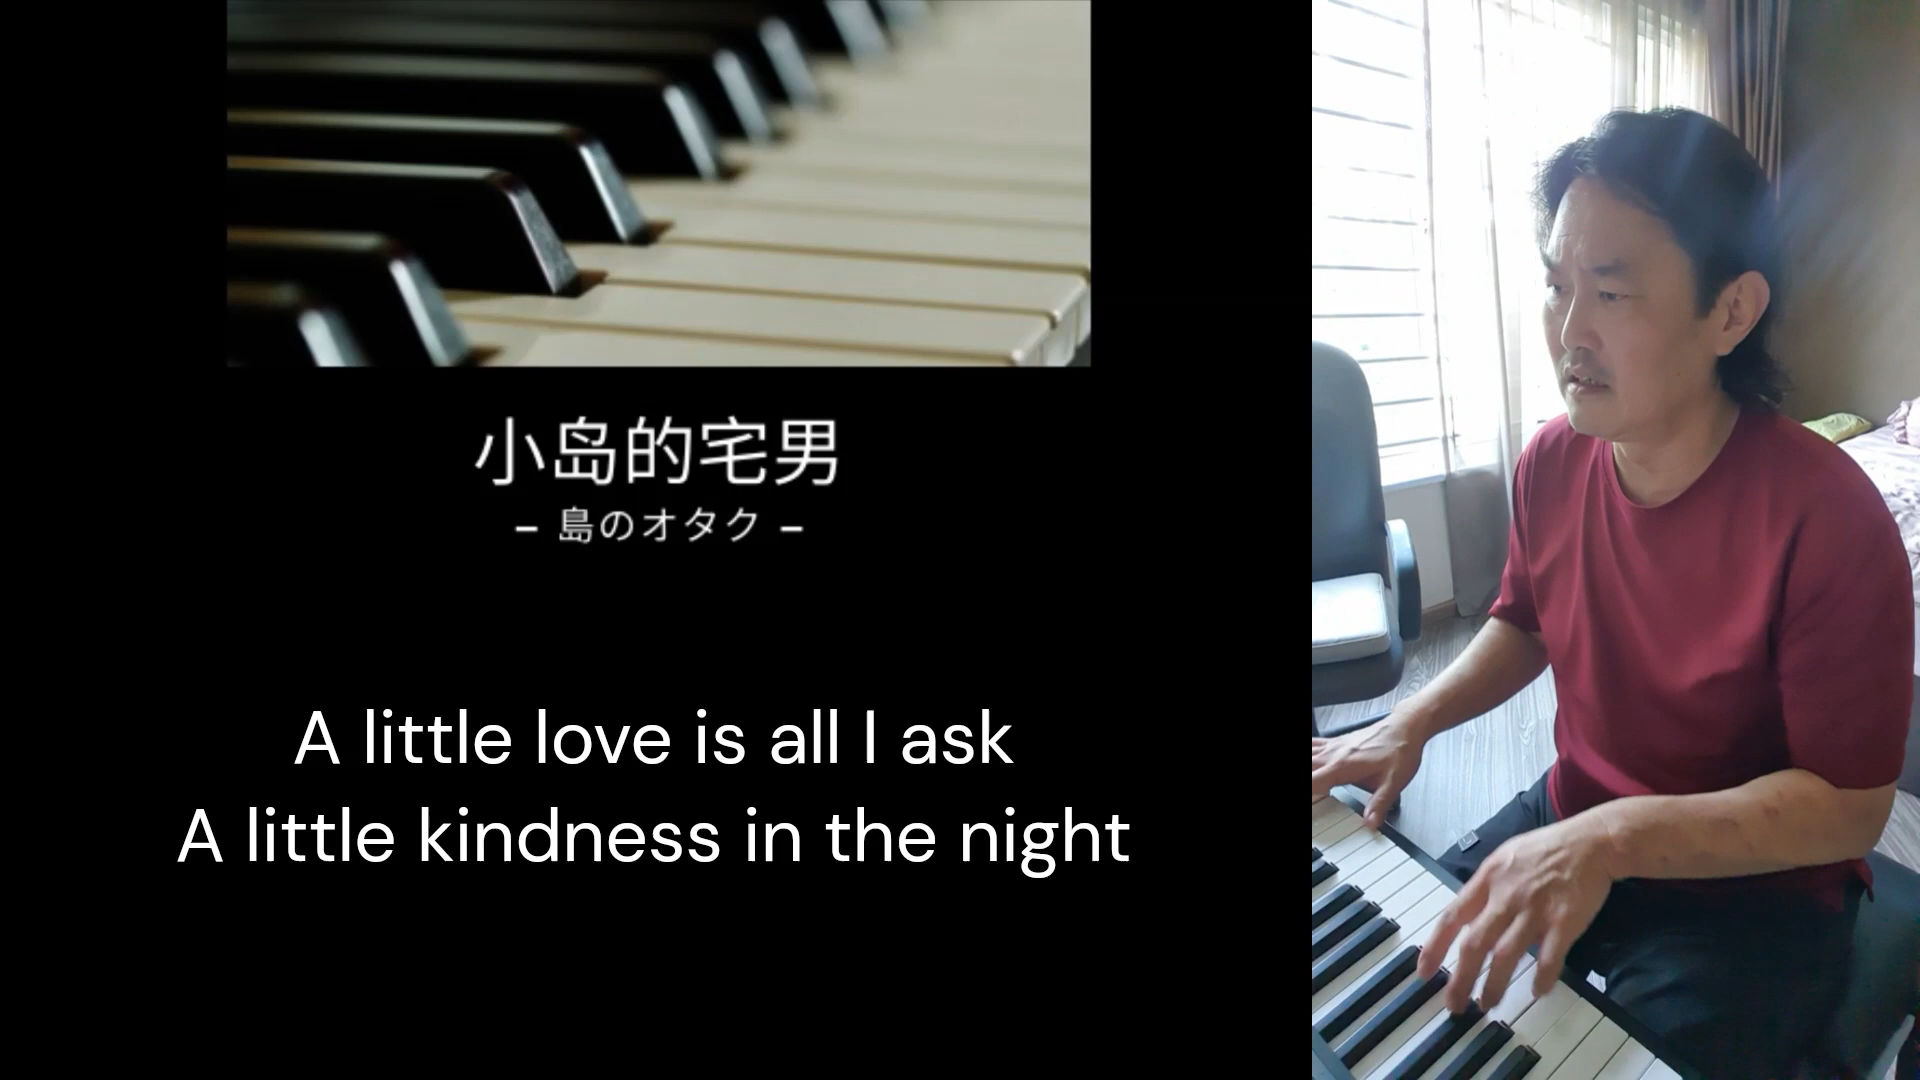 小岛的宅男
– 島のオタク –
A little love is all I ask
A little kindness in the night